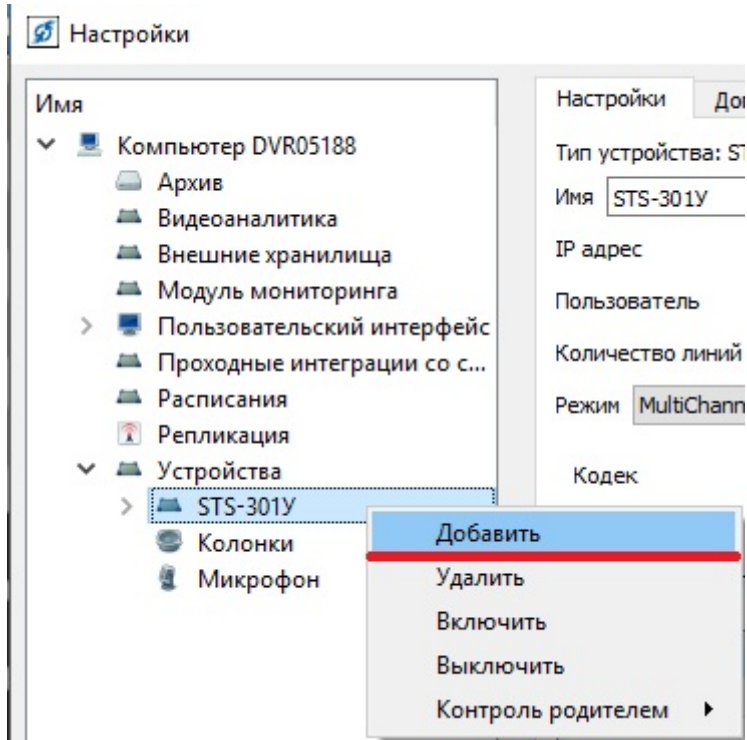 Настройки
Имя
Компьютер DVR05188
Архив
Видеоаналитика
Внешние хранилища
Модуль мониторинга
Пользовательский интерфейс
Проходные интеграции со с...
Расписания
Репликация
Устройства
STS-301У
Колонки
Микрофон
Настройки
Тип устройства:
Имя STS-301У
IP адрес
Пользователь
Количество линий
Режим
Кодек
Добавить
Удалить
Включить
Выключить
Контроль родителем